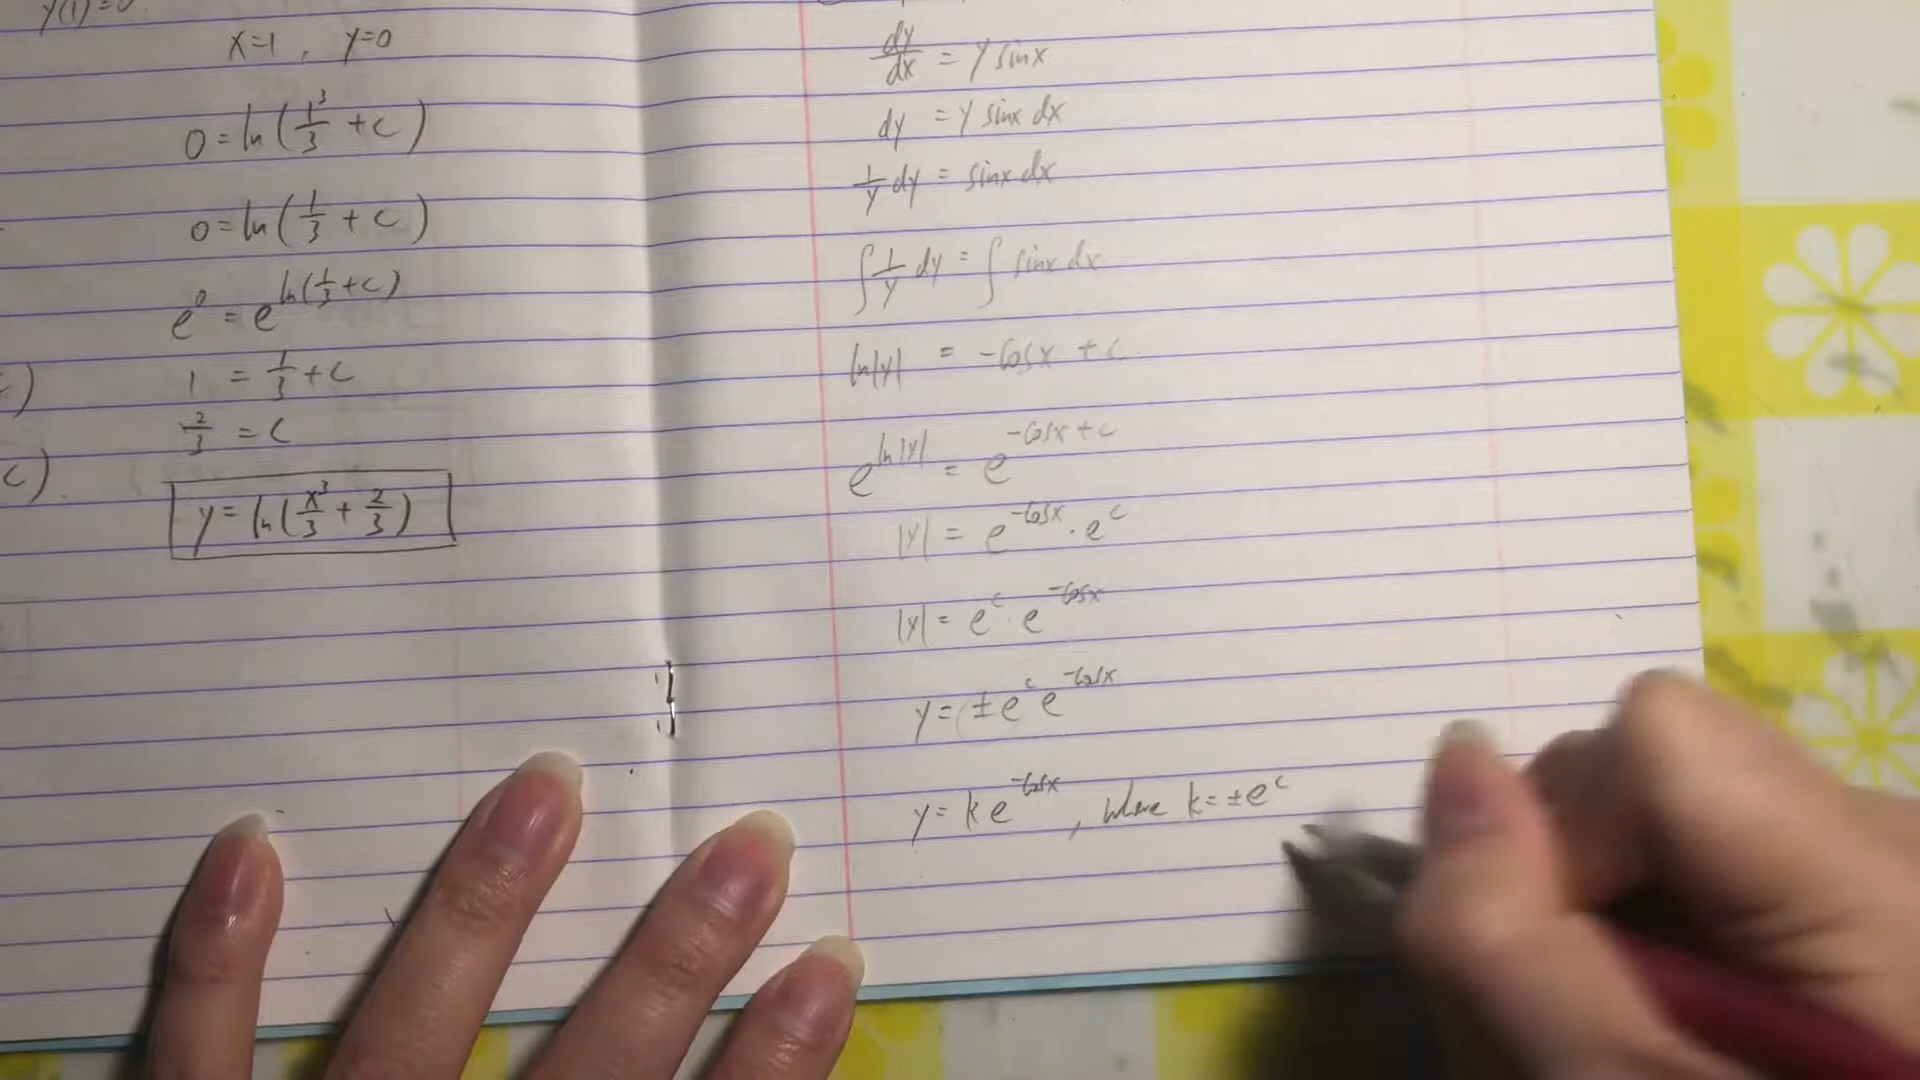 y(1)=0
x=1 , y=0
0=ln(1³/3 +c)
0=ln(1/3 + c)
e⁰ = e^ln(1/3+c)
1 = 1/3+c
2/3 = c
y=ln(x³/3 + 2/3)
)
c).
dy/dx = y sinx
dy = y sinx dx
1/y dy = sinx dx
∫1/y dy = ∫ sinx dx
ln|y| = -cosx +c
e^ln|y| = e^-cosx+c
|y| = e^-cosx · e^c
|y| = e^c · e^-cosx
y= (±e^c e^-cosx
y= k e^-cosx , where k=±e^c